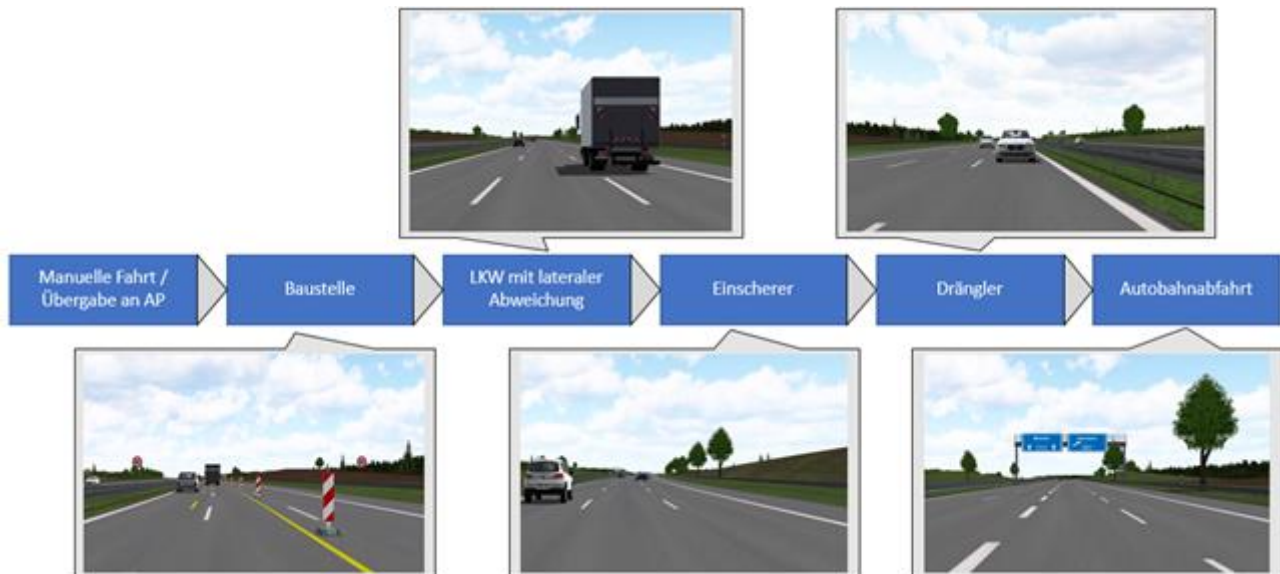 Manuelle Fahrt /
Übergabe an AP
Baustelle
LKW mit lateraler
Abweichung
Einscherer
Drängler
Autobahnabfahrt